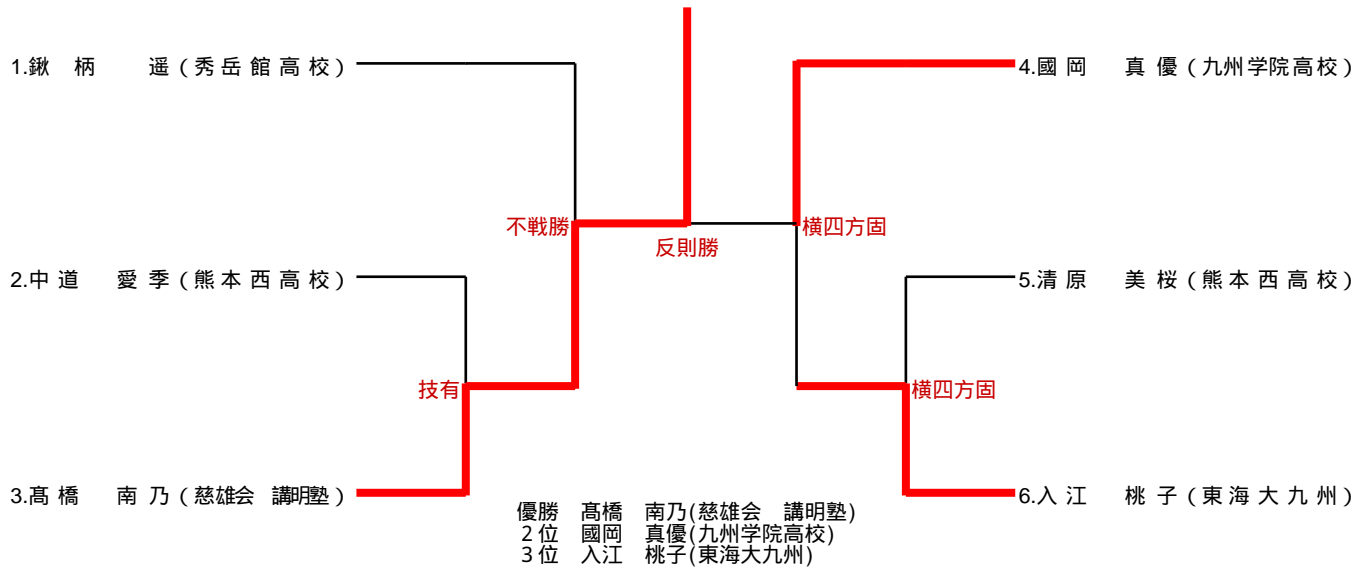 1.鍬 柄 遥(秀岳館高校)
4.國岡 真優(九州学院高校)
不戦勝
横四方固
反則勝
2.中道 愛季(熊本西高校)
5.清原 美桜(熊本西高校)
技有
横四方固
3.髙橋 南乃(慈雄会 講明塾)
6.入江 桃子(東海大九州)
優勝 髙橋 南乃(慈雄会 講明塾)
2位 國岡 真優(九州学院高校)
3位 入江 桃子(東海大九州)